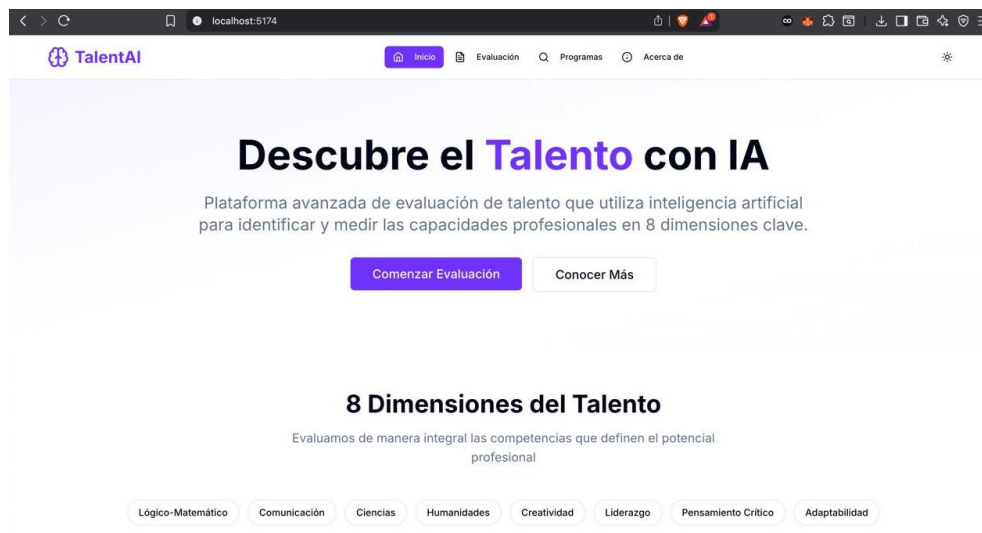 localhost:5174
TalentAI
Inicio
Evaluación
Programas
Acerca de
Descubre el Talento con IA
Plataforma avanzada de evaluación de talento que utiliza inteligencia artificial
para identificar y medir las capacidades profesionales en 8 dimensiones clave.
Comenzar Evaluación
Conocer Más
8 Dimensiones del Talento
Evaluamos de manera integral las competencias que definen el potencial
profesional
Lógico-Matemático
Comunicación
Ciencias
Humanidades
Creatividad
Liderazgo
Pensamiento Crítico
Adaptabilidad